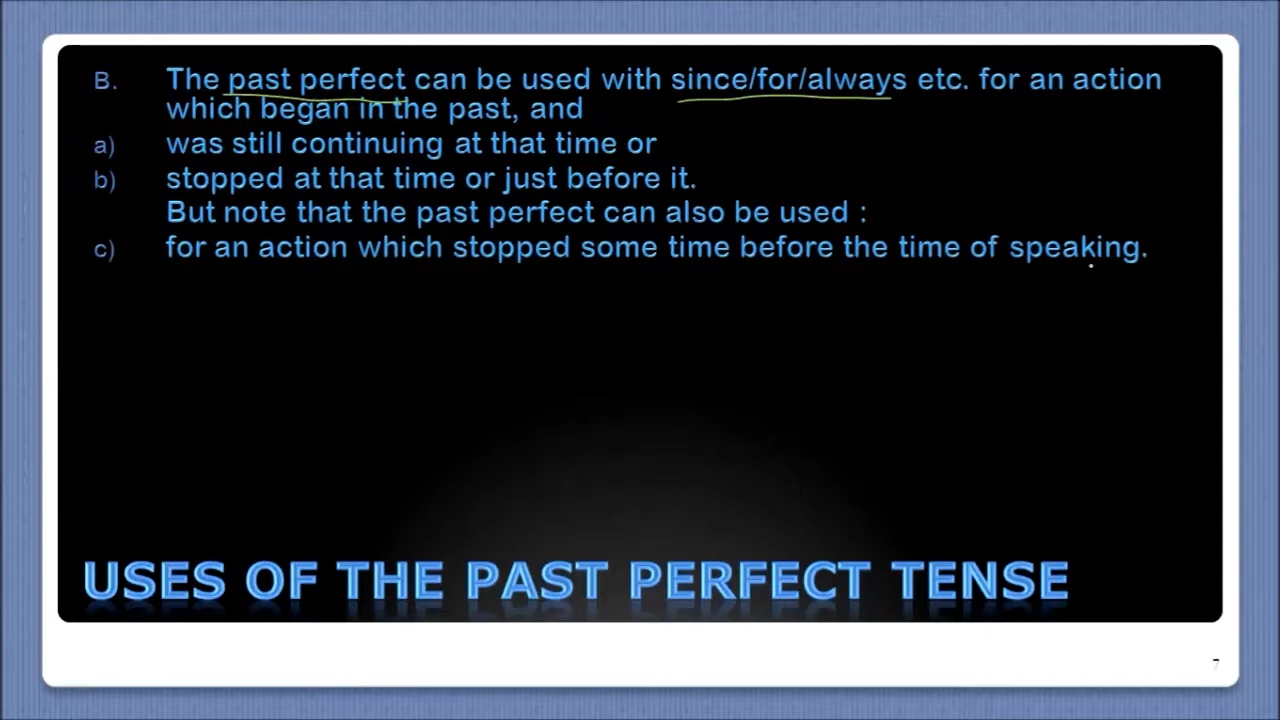 B. The past perfect can be used with since/for/always etc. for an action
which began in the past, and
a) was still continuing at that time or
b) stopped at that time or just before it.
But note that the past perfect can also be used :
c) for an action which stopped some time before the time of speaking.
USES OF THE PAST PERFECT TENSE
7